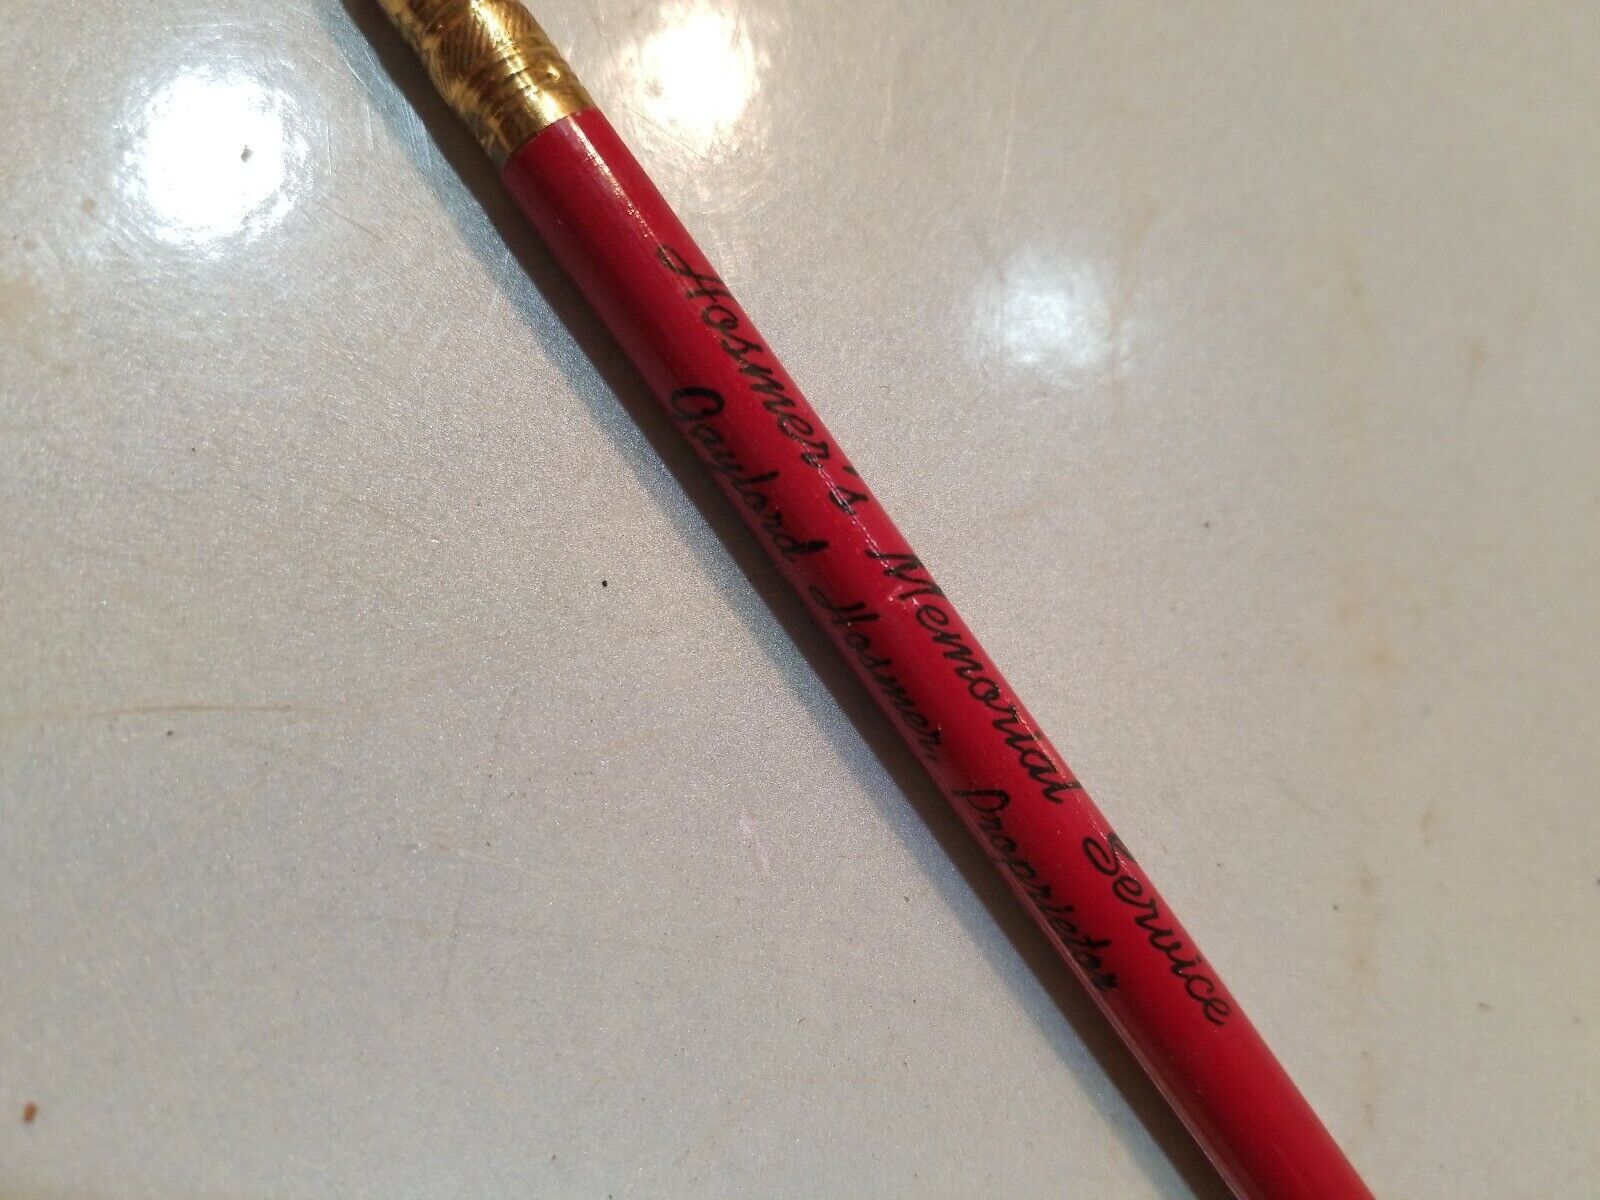 Hosmer's Memorial Service
Gaylord Hosmer, Proprietor